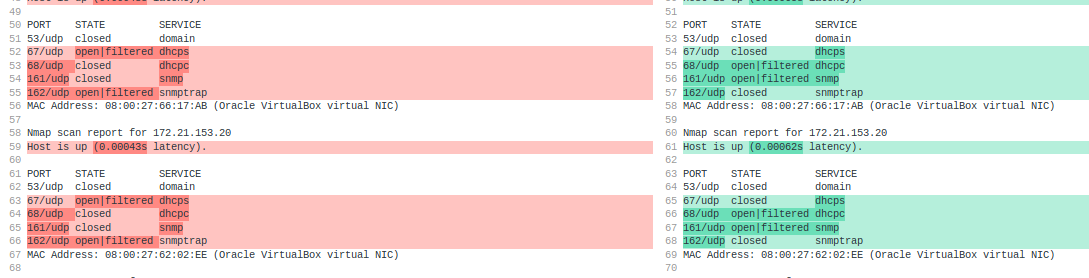 49
50 PORT    STATE         SERVICE
51 53/udp  closed        domain
52 67/udp  open|filtered dhcps
53 68/udp  closed        dhcpc
54 161/udp closed        snmp
55 162/udp open|filtered snmptrap
56 MAC Address: 08:00:27:66:17:AB (Oracle VirtualBox virtual NIC)
57
58 Nmap scan report for 172.21.153.20
59 Host is up (0.00043s latency).
60
61 PORT    STATE         SERVICE
62 53/udp  closed        domain
63 67/udp  open|filtered dhcps
64 68/udp  closed        dhcpc
65 161/udp closed        snmp
66 162/udp open|filtered snmptrap
67 MAC Address: 08:00:27:62:02:EE (Oracle VirtualBox virtual NIC)
68
51
52 PORT    STATE         SERVICE
53 53/udp  closed        domain
54 67/udp  closed        dhcps
55 68/udp  open|filtered dhcpc
56 161/udp open|filtered snmp
57 162/udp closed        snmptrap
58 MAC Address: 08:00:27:66:17:AB (Oracle VirtualBox virtual NIC)
59
60 Nmap scan report for 172.21.153.20
61 Host is up (0.00062s latency).
62
63 PORT    STATE         SERVICE
64 53/udp  closed        domain
65 67/udp  closed        dhcps
66 68/udp  open|filtered dhcpc
67 161/udp open|filtered snmp
68 162/udp closed        snmptrap
69 MAC Address: 08:00:27:62:02:EE (Oracle VirtualBox virtual NIC)
70